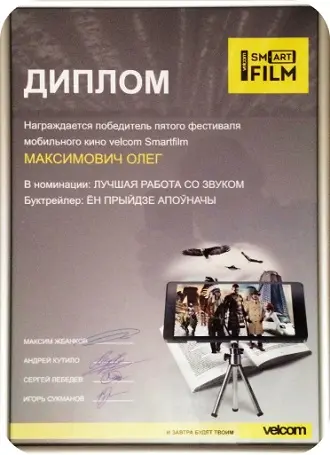 velcom
SMART
FILM
ДИПЛОМ
Награждается победитель пятого фестиваля
мобильного кино velcom Smartfilm
МАКСИМОВИЧ ОЛЕГ
В номинации: ЛУЧШАЯ РАБОТА СО ЗВУКОМ
Буктрейлер: ЁН ПРЫЙДЗЕ АПОЎНАЧЫ
МАКСИМ ЖБАНКОВ
АНДРЕЙ КУТИЛО
СЕРГЕЙ ЛЕБЕДЕВ
ИГОРЬ СУКМАНОВ
И ЗАВТРА БУДЕТ ТВОИМ
velcom